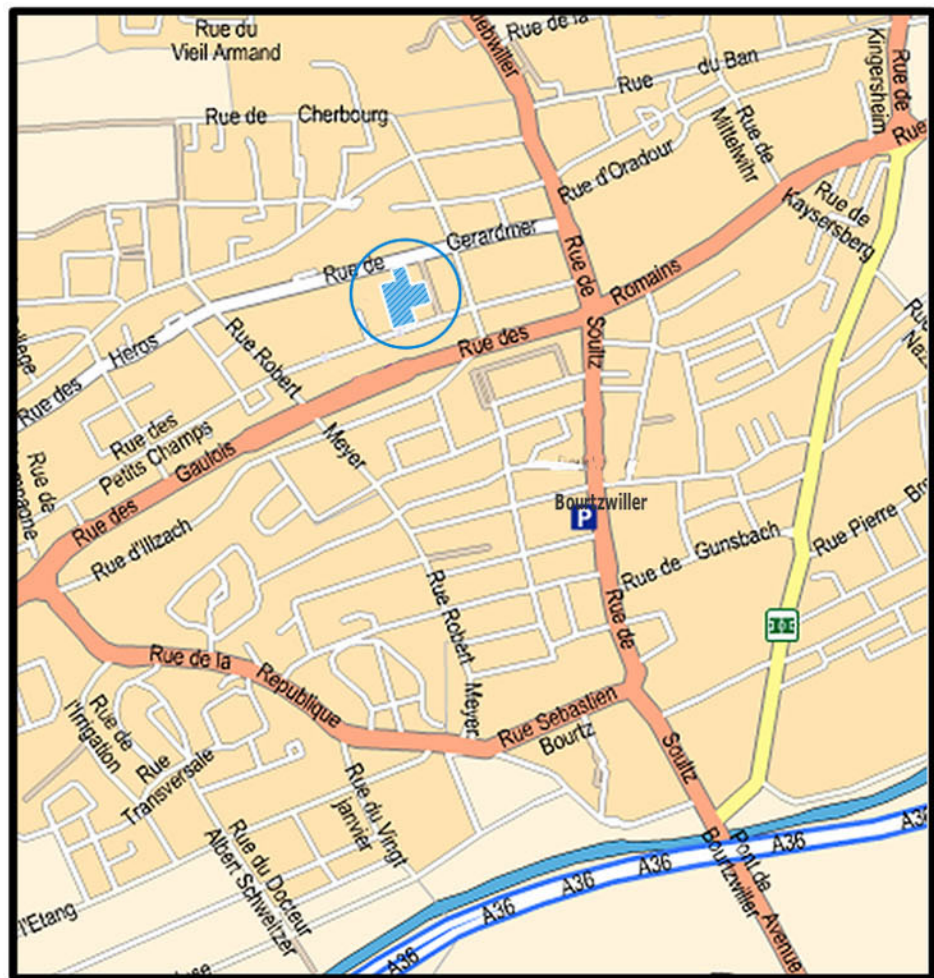 Rue du
Vieil Armand
Rue de la
Rue du Ban
Kingersheim
Rue de
Rue
Rue de Cherbourg
Rue de
Mittelwihr
Rue d'Oradour
Rue de
Kaysersberg
Rue de Gerardmer
Rue de
Soultz
Romains
Rue des
Rue des Heros
Rue Robert
Meyer
Rue des
Petits Champs
Rue des Gaulois
Rue d'Illzach
Bourtzwiller
P
Rue de Gunsbach
Rue Pierre
Rue Robert
Meyer
Rue de
Soultz
Rue de la
Republique
Rue Sebastien
Bourtz
Rue de
l'Irrigation
Rue
Transversale
Rue du Vingt
janvier
Rue du Docteur
Albert Schweitzer
Pont de
Bourtzwiller
Avenue
l'Etang
A36
A36
A36
A36
A36
A36